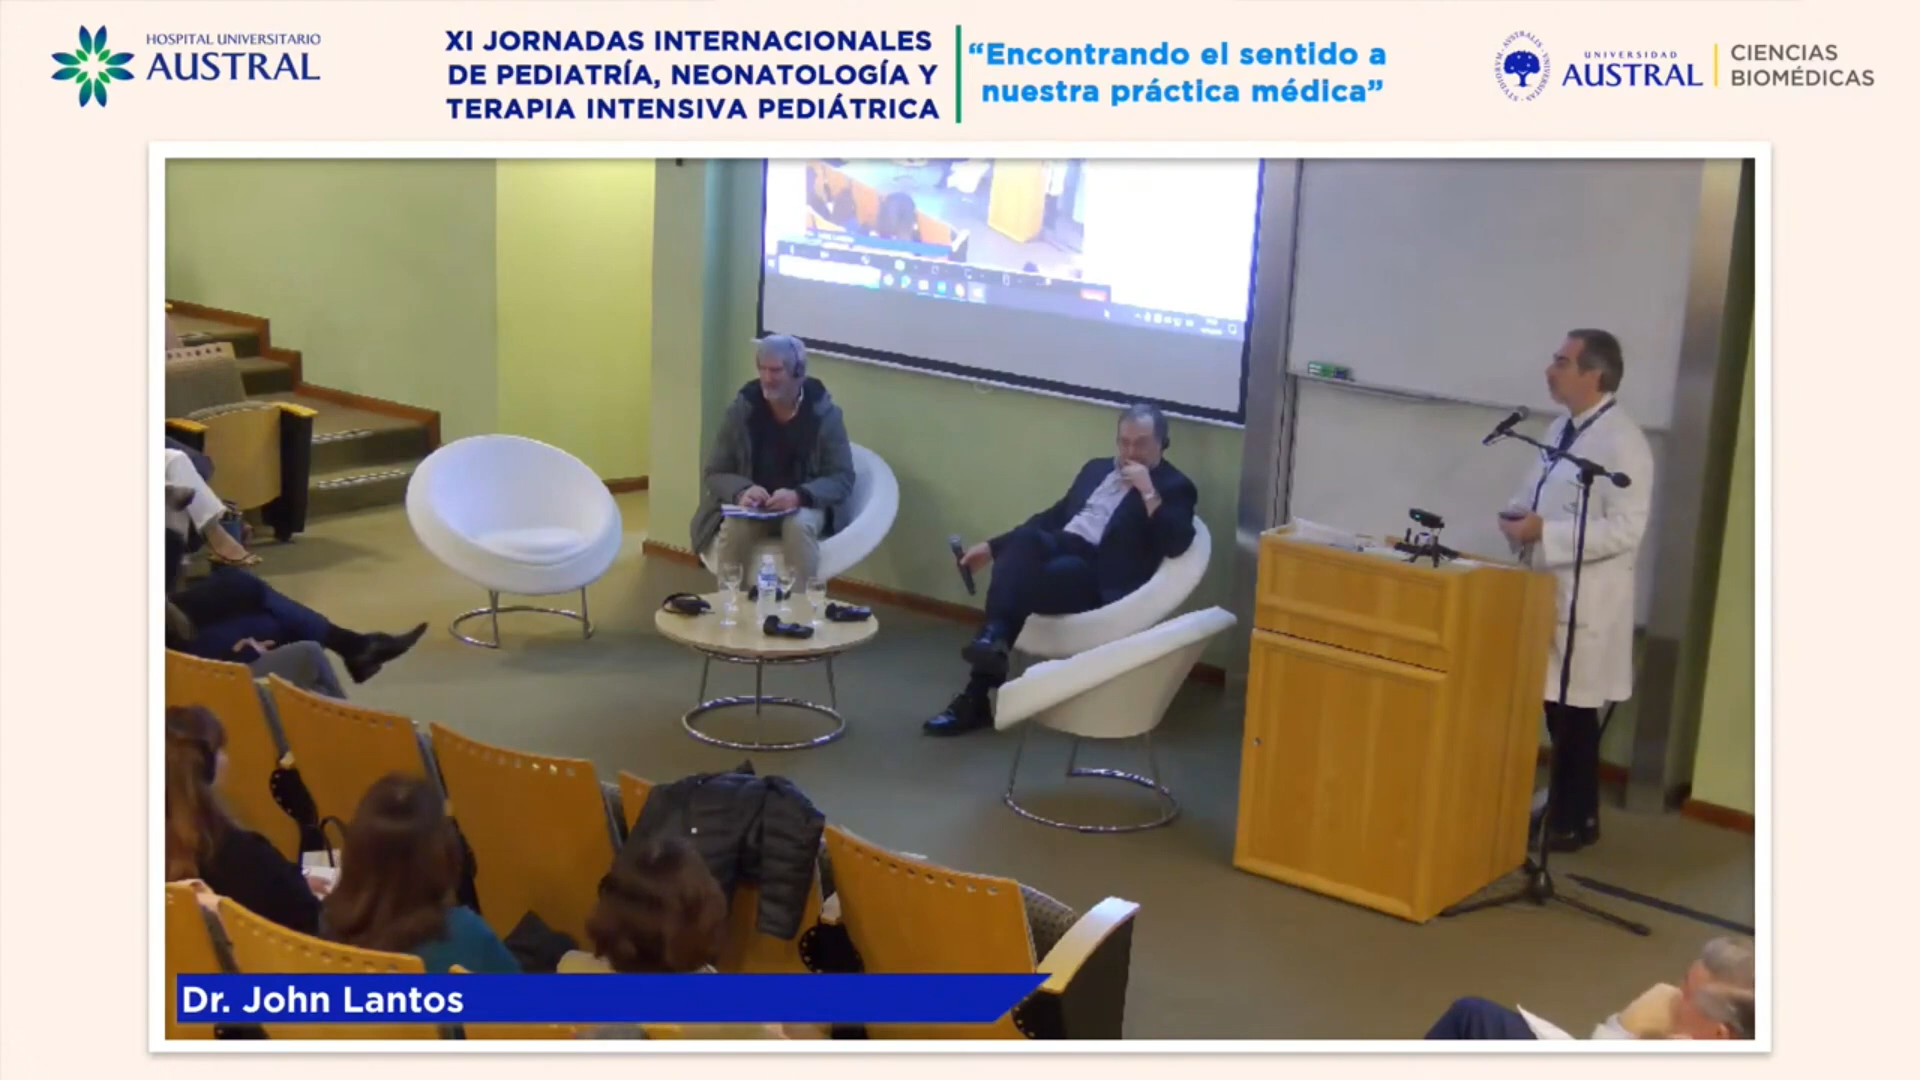 HOSPITAL UNIVERSITARIO
AUSTRAL
XI JORNADAS INTERNACIONALES
DE PEDIATRÍA, NEONATOLOGÍA Y
TERAPIA INTENSIVA PEDIÁTRICA
“Encontrando el sentido a
nuestra práctica médica”
UNIVERSIDAD
AUSTRAL
CIENCIAS
BIOMÉDICAS
Dr. John Lantos